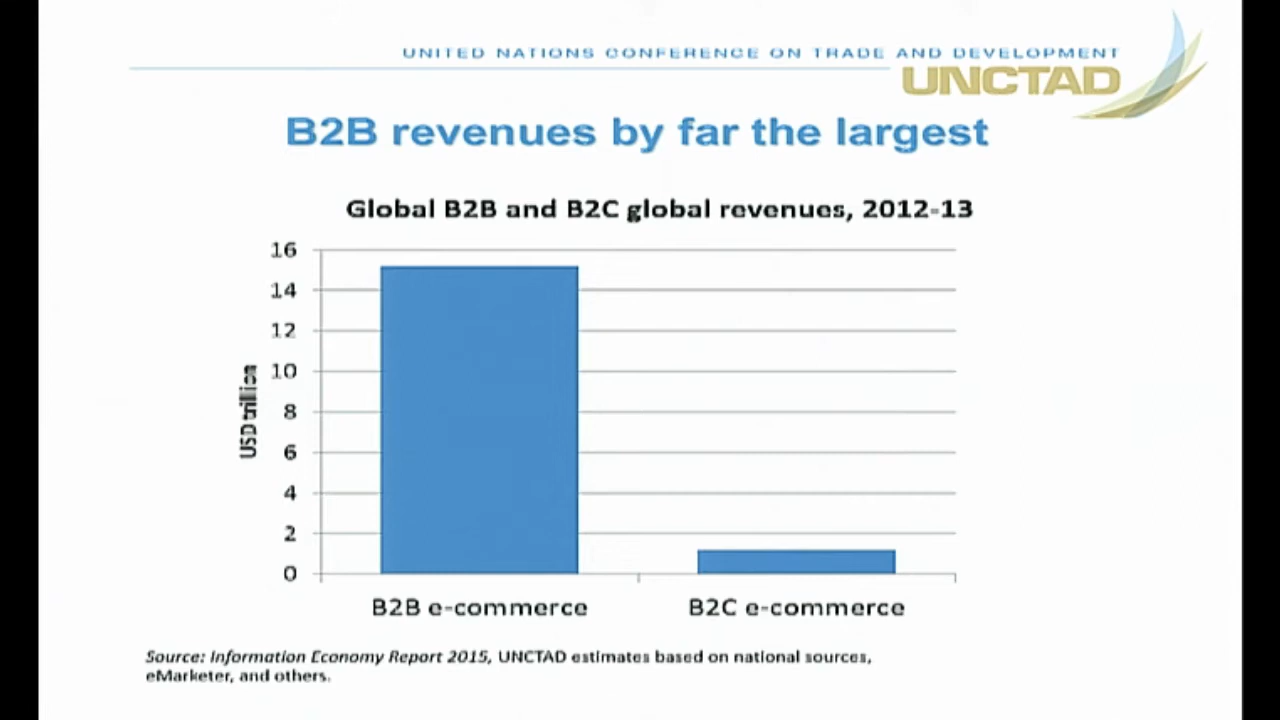 UNITED NATIONS CONFERENCE ON TRADE AND DEVELOPMENT
UNCTAD
B2B revenues by far the largest
Global B2B and B2C global revenues, 2012-13
16
14
12
10
8
6
4
2
0
USD trillion
B2B e-commerce
B2C e-commerce
Source: Information Economy Report 2015, UNCTAD estimates based on national sources,
eMarketer, and others.